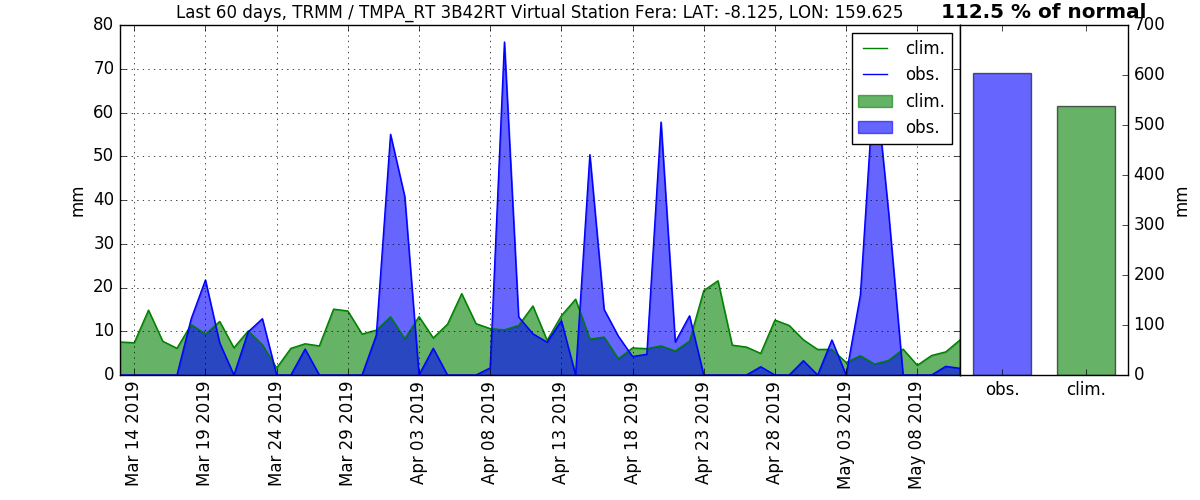 Last 60 days, TRMM / TMPA_RT 3B42RT Virtual Station Fera: LAT: -8.125, LON: 159.625
112.5 % of normal
80
70
60
50
40
30
20
10
0
mm
clim.
obs.
clim.
obs.
700
600
500
400
300
200
100
0
mm
obs.
clim.
Mar 14 2019
Mar 19 2019
Mar 24 2019
Mar 29 2019
Apr 03 2019
Apr 08 2019
Apr 13 2019
Apr 18 2019
Apr 23 2019
Apr 28 2019
May 03 2019
May 08 2019